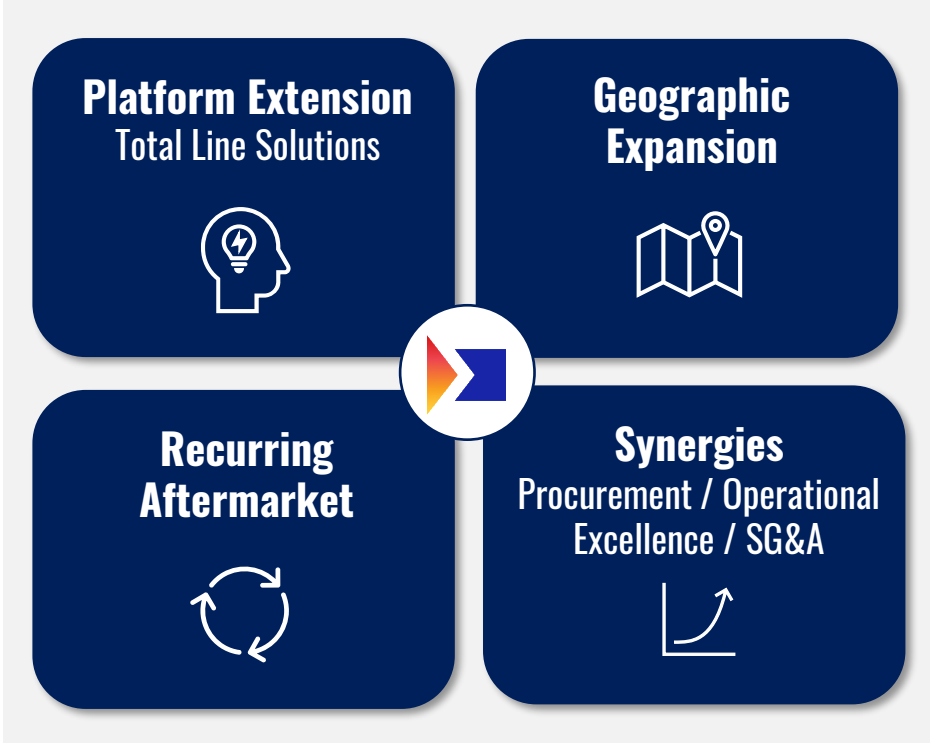 Platform Extension
Total Line Solutions
Geographic
Expansion
Recurring
Aftermarket
Synergies
Procurement / Operational
Excellence / SG&A